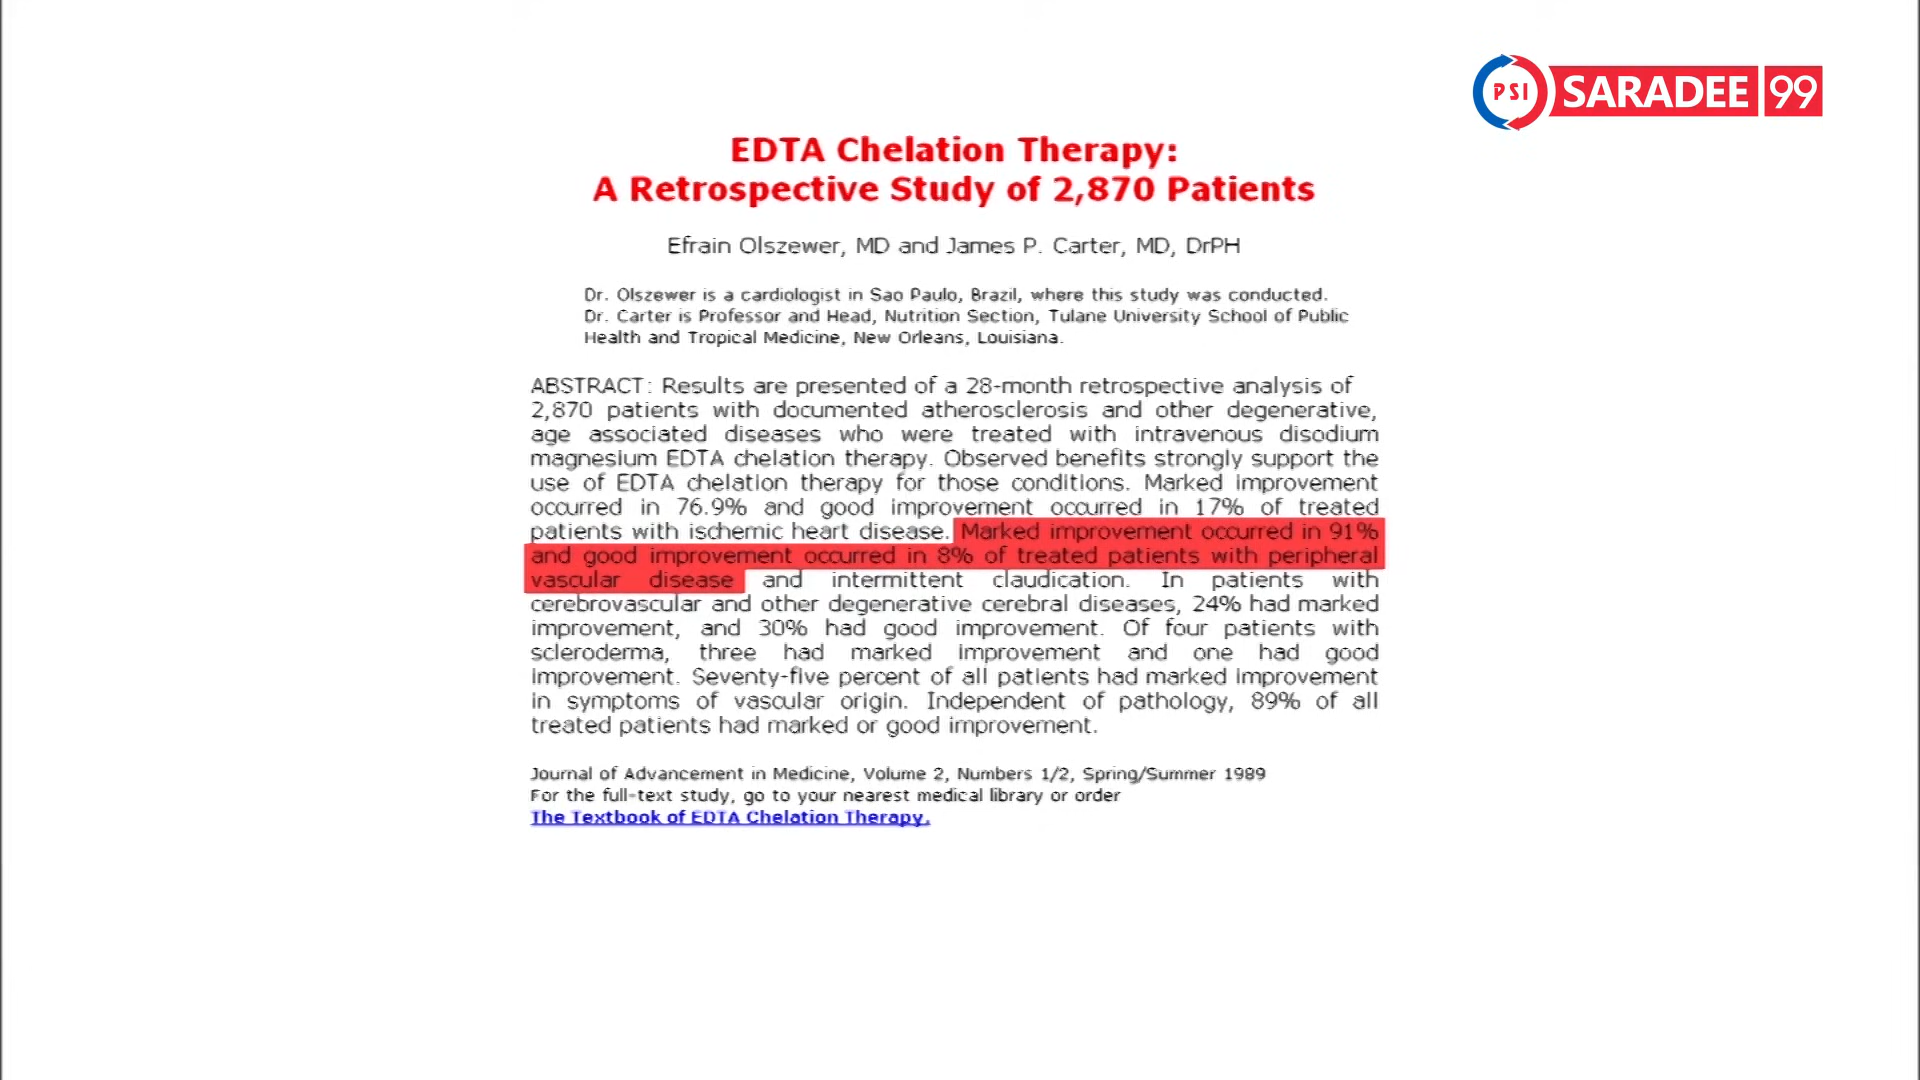 PSI SARADEE 99
EDTA Chelation Therapy:
A Retrospective Study of 2,870 Patients
Efrain Olszewer, MD and James P. Carter, MD, DrPH
Dr. Olszewer is a cardiologist in Sao Paulo, Brazil, where this study was conducted.
Dr. Carter is Professor and Head, Nutrition Section, Tulane University School of Public
Health and Tropical Medicine, New Orleans, Louisiana.
ABSTRACT: Results are presented of a 28-month retrospective analysis of
2,870 patients with documented atherosclerosis and other degenerative,
age associated diseases who were treated with intravenous disodium
magnesium EDTA chelation therapy. Observed benefits strongly support the
use of EDTA chelation therapy for those conditions. Marked improvement
occurred in 76.9% and good improvement occurred in 17% of treated
patients with ischemic heart disease. Marked improvement occurred in 91%
and good improvement occurred in 8% of treated patients with peripheral
vascular disease and intermittent claudication. In patients with
cerebrovascular and other degenerative cerebral diseases, 24% had marked
improvement, and 30% had good improvement. Of four patients with
scleroderma, three had marked improvement and one had good
improvement. Seventy-five percent of all patients had marked improvement
in symptoms of vascular origin. Independent of pathology, 89% of all
treated patients had marked or good improvement.
Journal of Advancement in Medicine, Volume 2, Numbers 1/2, Spring/Summer 1989
For the full-text study, go to your nearest medical library or order
The Textbook of EDTA Chelation Therapy.